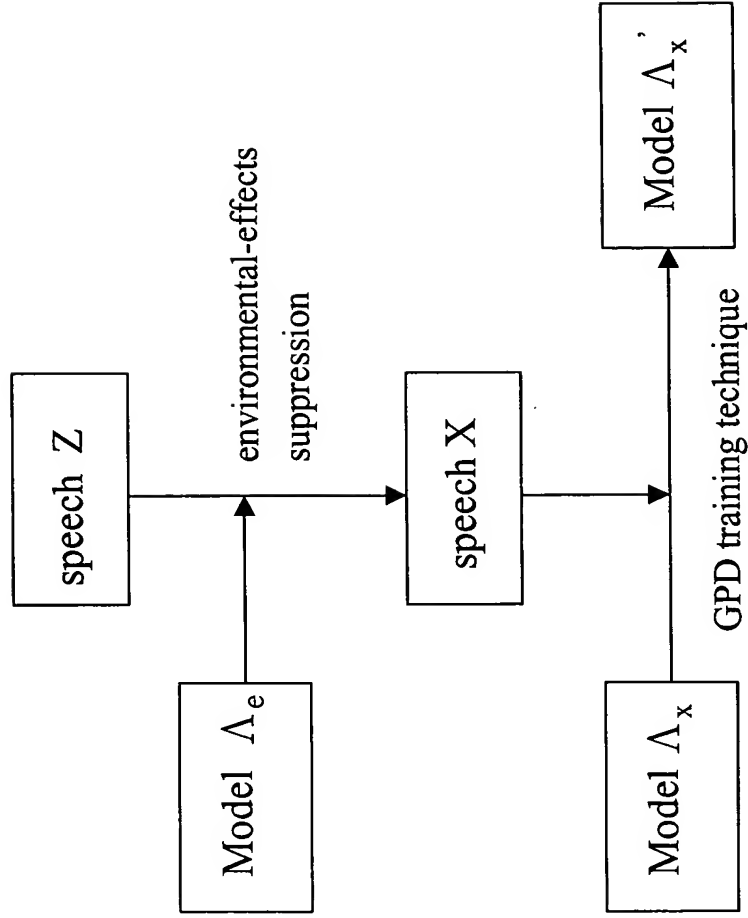 speech Z
environmental-effects
suppression
Model Λe
speech X
GPD training technique
Model Λx
Model Λx'